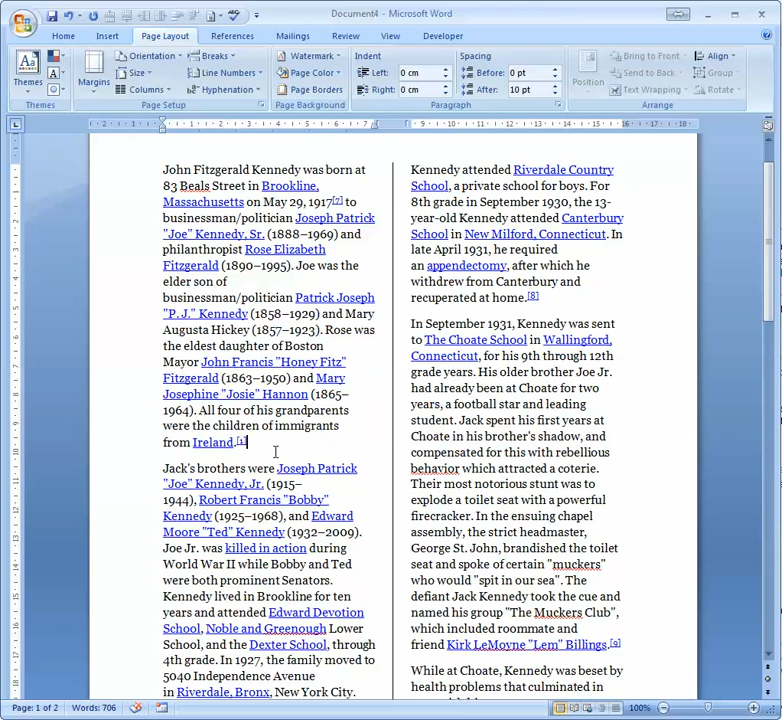 Document4 - Microsoft Word
Home Insert Page Layout References Mailings Review View Developer
Themes
Themes
Margins
Orientation
Size
Columns
Breaks
Line Numbers
Hyphenation
Page Setup
Watermark
Page Color
Page Borders
Page Background
Indent
Left: 0 cm
Right: 0 cm
Spacing
Before: 0 pt
After: 10 pt
Paragraph
Position
Bring to Front
Send to Back
Text Wrapping
Align
Group
Rotate
Arrange
2 1 1 2 3 4 5 6 7 9 10 11 12 13 14 15 16 17 18
John Fitzgerald Kennedy was born at
83 Beals Street in Brookline,
Massachusetts on May 29, 1917[7] to
businessman/politician Joseph Patrick
"Joe" Kennedy, Sr. (1888–1969) and
philanthropist Rose Elizabeth
Fitzgerald (1890–1995). Joe was the
elder son of
businessman/politician Patrick Joseph
"P. J." Kennedy (1858–1929) and Mary
Augusta Hickey (1857–1923). Rose was
the eldest daughter of Boston
Mayor John Francis "Honey Fitz"
Fitzgerald (1863–1950) and Mary
Josephine "Josie" Hannon (1865–
1964). All four of his grandparents
were the children of immigrants
from Ireland.[1]
Jack's brothers were Joseph Patrick
"Joe" Kennedy, Jr. (1915–
1944), Robert Francis "Bobby"
Kennedy (1925–1968), and Edward
Moore "Ted" Kennedy (1932–2009).
Joe Jr. was killed in action during
World War II while Bobby and Ted
were both prominent Senators.
Kennedy lived in Brookline for ten
years and attended Edward Devotion
School, Noble and Greenough Lower
School, and the Dexter School, through
4th grade. In 1927, the family moved to
5040 Independence Avenue
in Riverdale, Bronx, New York City.
Kennedy attended Riverdale Country
School, a private school for boys. For
8th grade in September 1930, the 13-
year-old Kennedy attended Canterbury
School in New Milford, Connecticut. In
late April 1931, he required
an appendectomy, after which he
withdrew from Canterbury and
recuperated at home.[8]
In September 1931, Kennedy was sent
to The Choate School in Wallingford,
Connecticut, for his 9th through 12th
grade years. His older brother Joe Jr.
had already been at Choate for two
years, a football star and leading
student. Jack spent his first years at
Choate in his brother's shadow, and
compensated for this with rebellious
behavior which attracted a coterie.
Their most notorious stunt was to
explode a toilet seat with a powerful
firecracker. In the ensuing chapel
assembly, the strict headmaster,
George St. John, brandished the toilet
seat and spoke of certain "muckers"
who would "spit in our sea". The
defiant Jack Kennedy took the cue and
named his group "The Muckers Club",
which included roommate and
friend Kirk LeMoyne "Lem" Billings.[9]
While at Choate, Kennedy was beset by
health problems that culminated in
Page: 1 of 2 Words: 706 100%